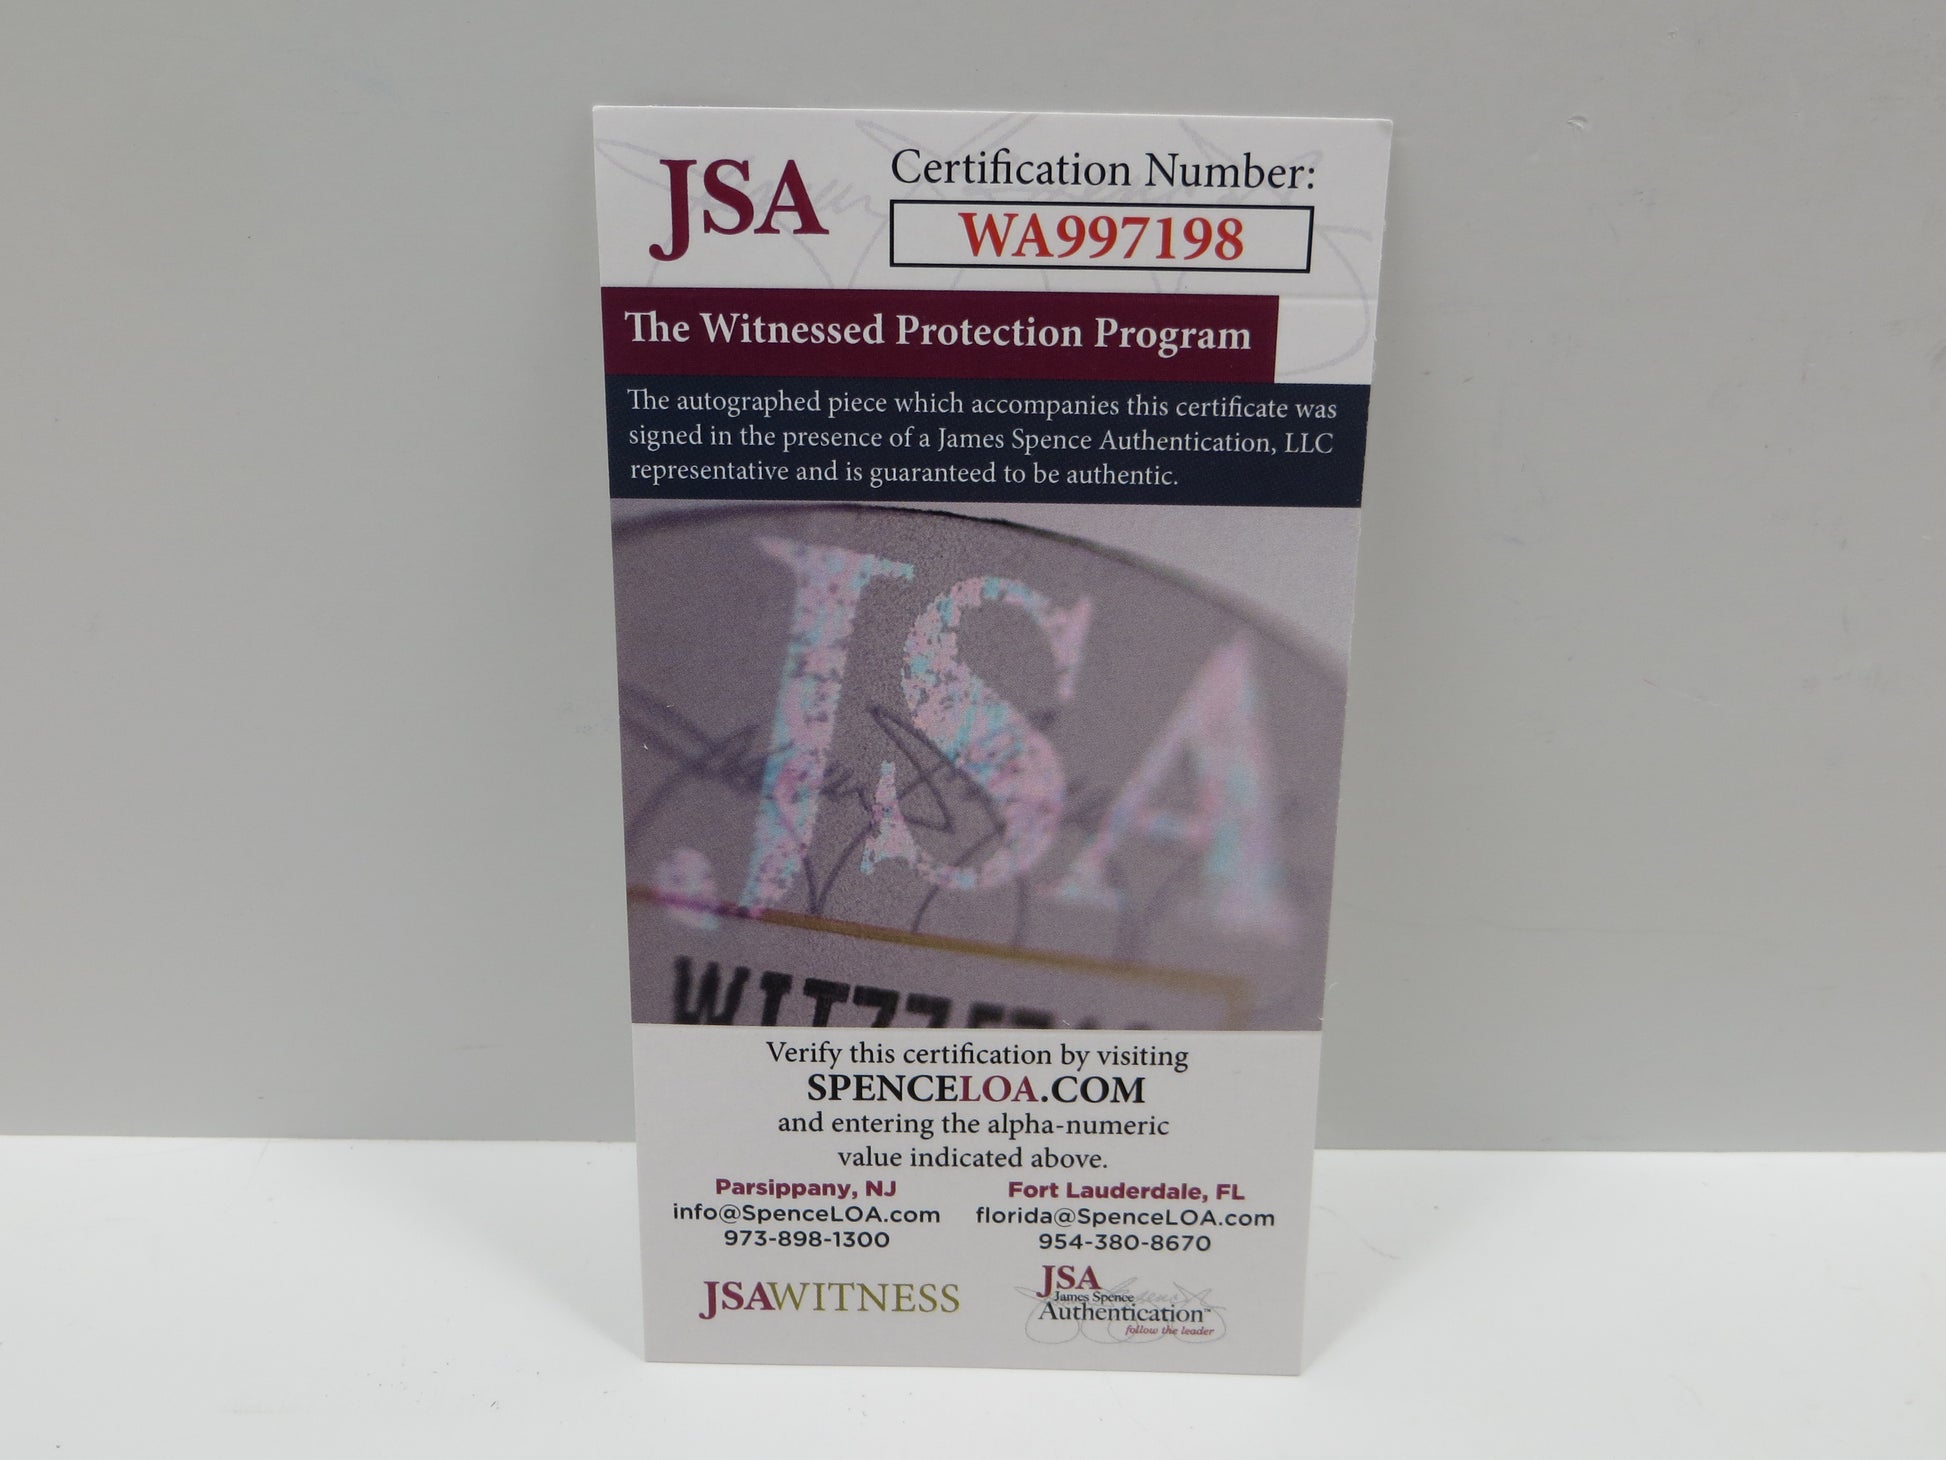 JSA
Certification Number:
WA997198
The Witnessed Protection Program
The autographed piece which accompanies this certificate was
signed in the presence of a James Spence Authentication, LLC
representative and is guaranteed to be authentic.
JSA
Verify this certification by visiting
SPENCELOA.COM
and entering the alpha-numeric
value indicated above.
Parsippany, NJ
info@SpenceLOA.com
973-898-1300
Fort Lauderdale, FL
florida@SpenceLOA.com
954-380-8670
JSAWITNESS
JSA
James Spence
Authentication™
follow the leader